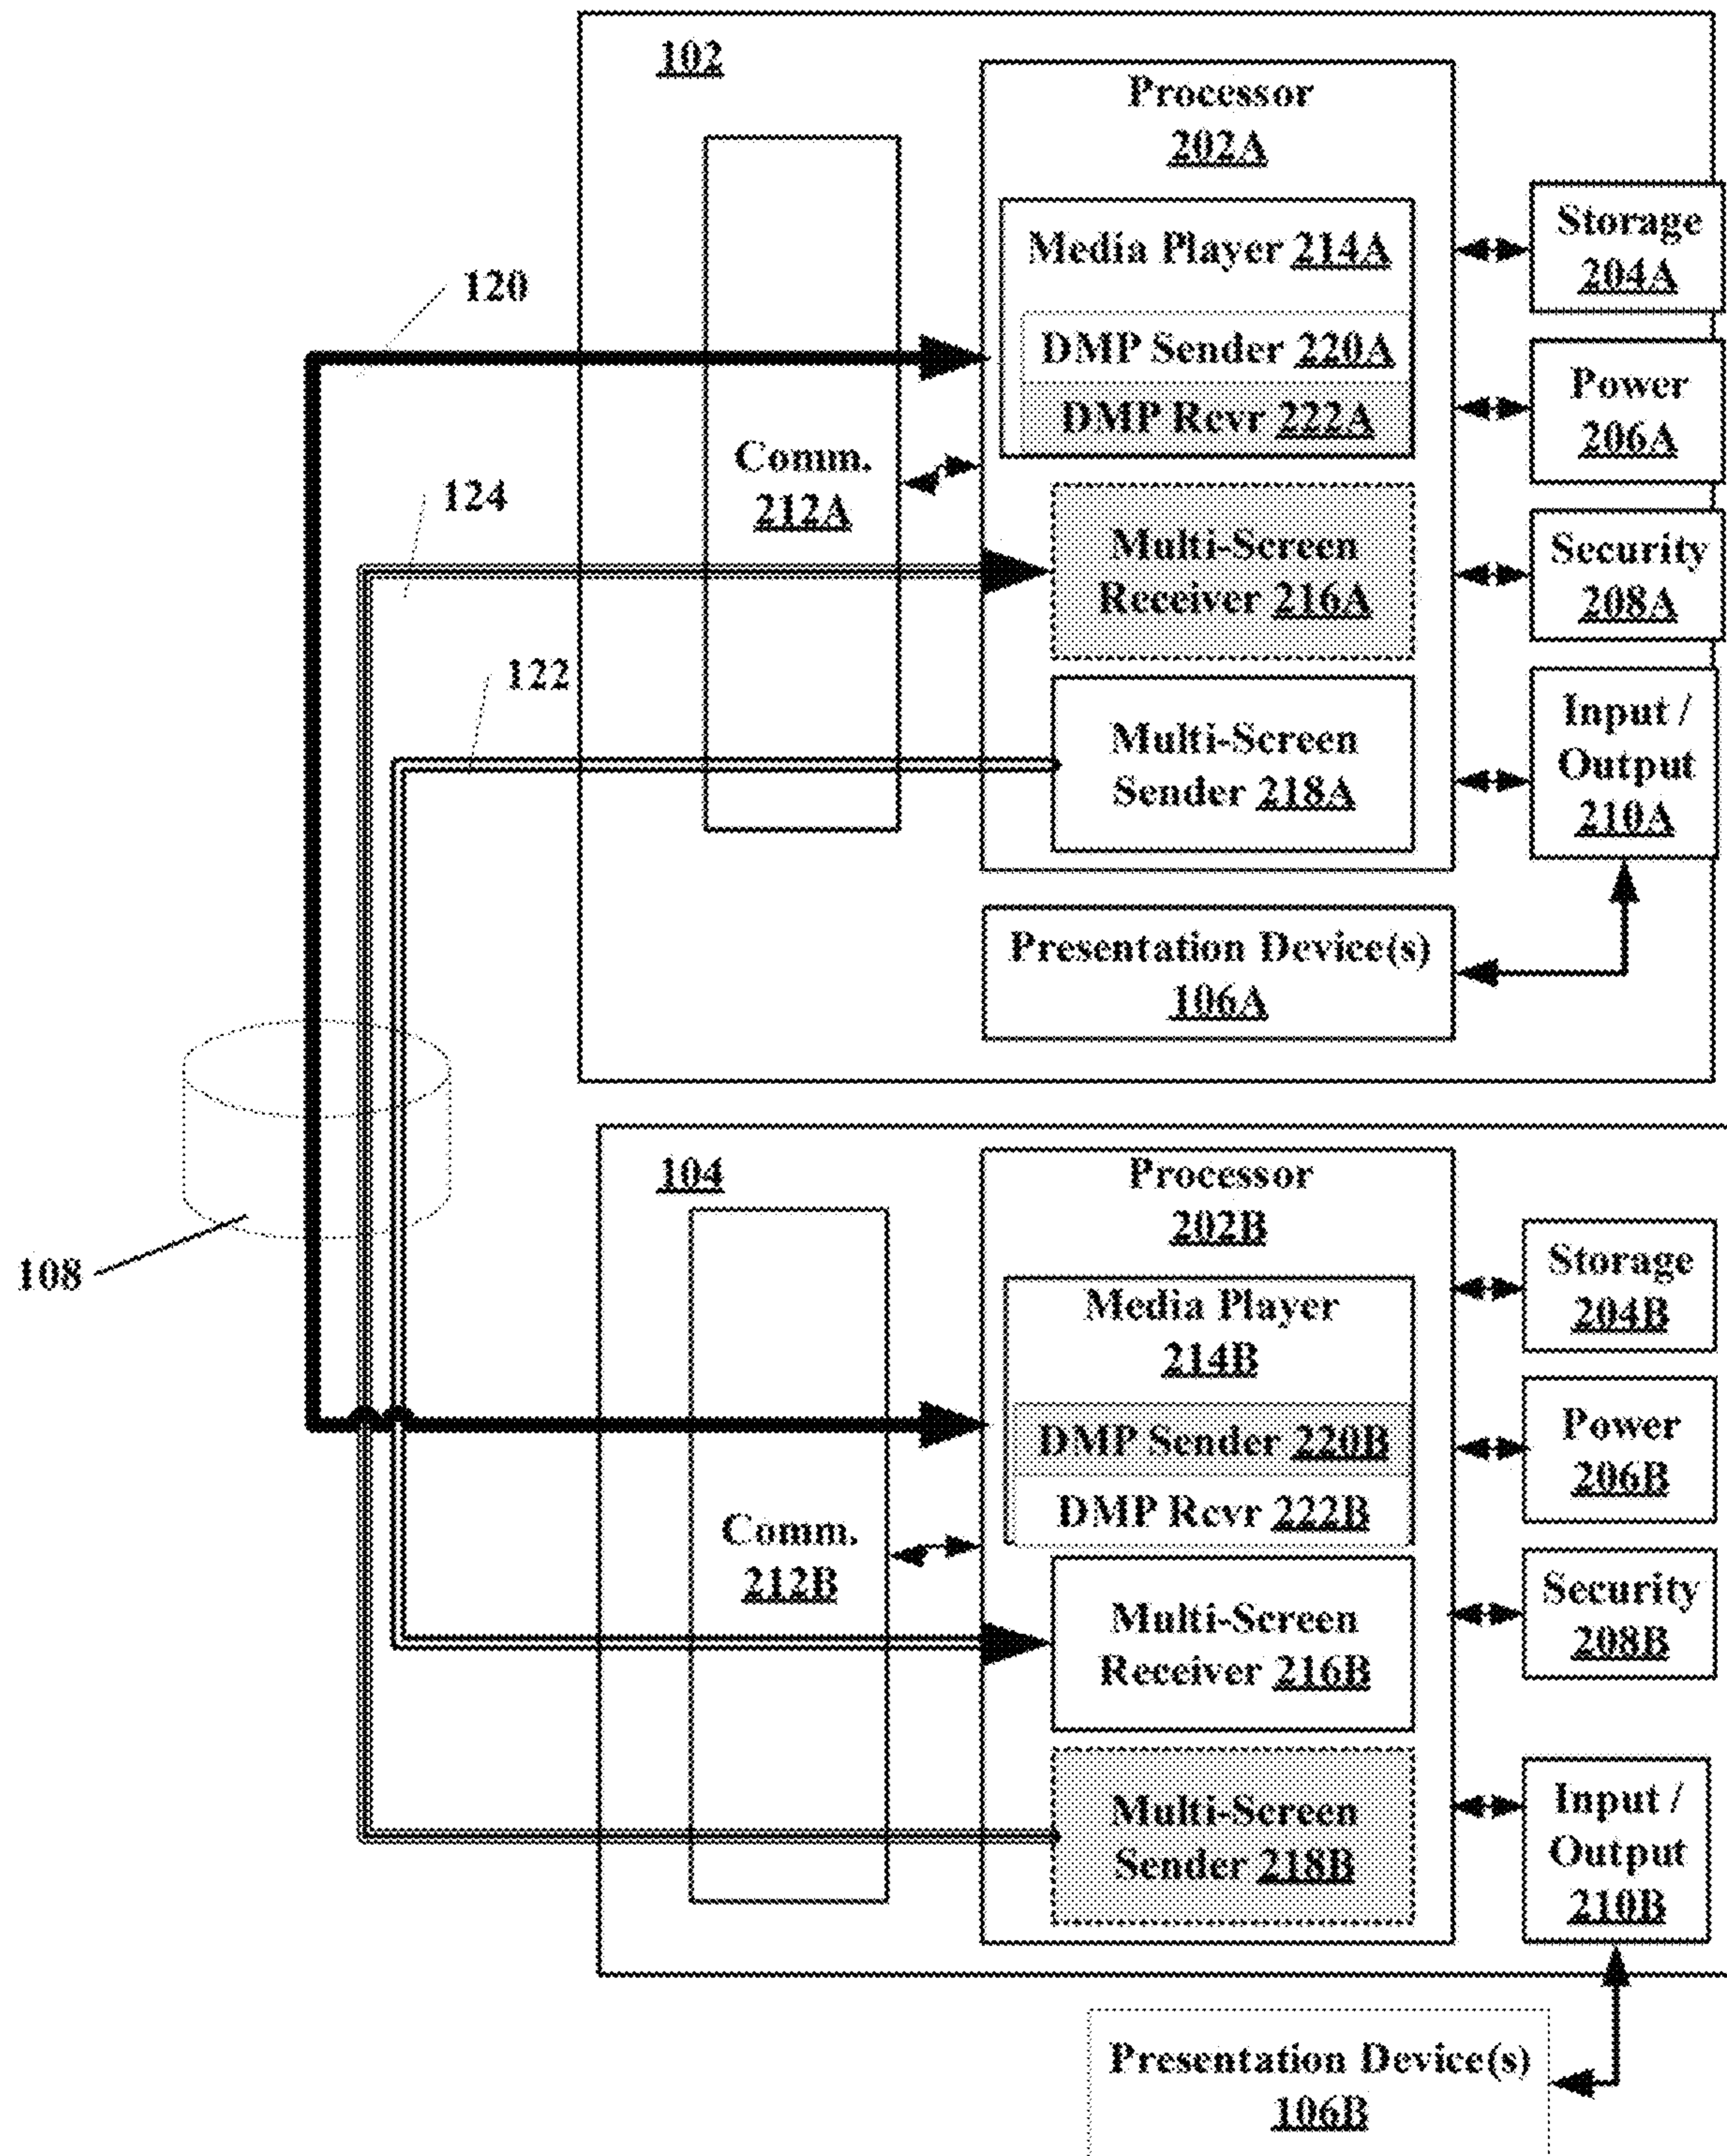 102
Processor
202A
Media Player 214A
DMP Sender 220A
DMP Rcvr 222A
Storage
204A
Power
206A
120
Comm.
212A
124
Multi-Screen
Receiver 216A
Security
208A
122
Multi-Screen
Sender 218A
Input /
Output
210A
Presentation Device(s)
106A
108
104
Processor
202B
Media Player
214B
DMP Sender 220B
DMP Rcvr 222B
Storage
204B
Power
206B
Comm.
212B
Multi-Screen
Receiver 216B
Security
208B
Multi-Screen
Sender 218B
Input /
Output
210B
Presentation Device(s)
106B